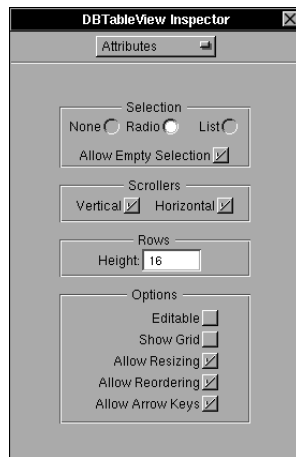 DBTableView Inspector
Attributes
Selection
None Radio List
Allow Empty Selection
Scrollers
Vertical Horizontal
Rows
Height: 16
Options
Editable
Show Grid
Allow Resizing
Allow Reordering
Allow Arrow Keys